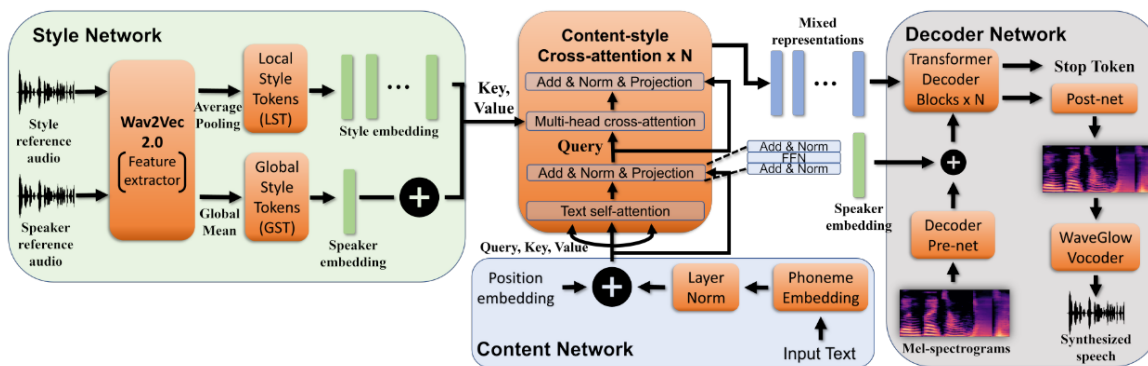 Style Network
Style
reference
audio
Speaker
reference
audio
Wav2Vec
2.0
Feature
extractor
Average
Pooling
Global
Mean
Local
Style
Tokens
(LST)
Global
Style
Tokens
(GST)
...
Style embedding
Speaker
embedding
+
Key,
Value
Content-style
Cross-attention x N
Add & Norm & Projection
Multi-head cross-attention
Query
Add & Norm & Projection
Text self-attention
Query, Key, Value
Add & Norm
FFN
Add & Norm
Mixed
representations
...
Speaker
embedding
Position
embedding
+
Layer
Norm
Phoneme
Embedding
Input Text
Content Network
Decoder Network
Transformer
Decoder
Blocks x N
Stop Token
Post-net
+
Decoder
Pre-net
Mel-spectrograms
WaveGlow
Vocoder
Synthesized
speech